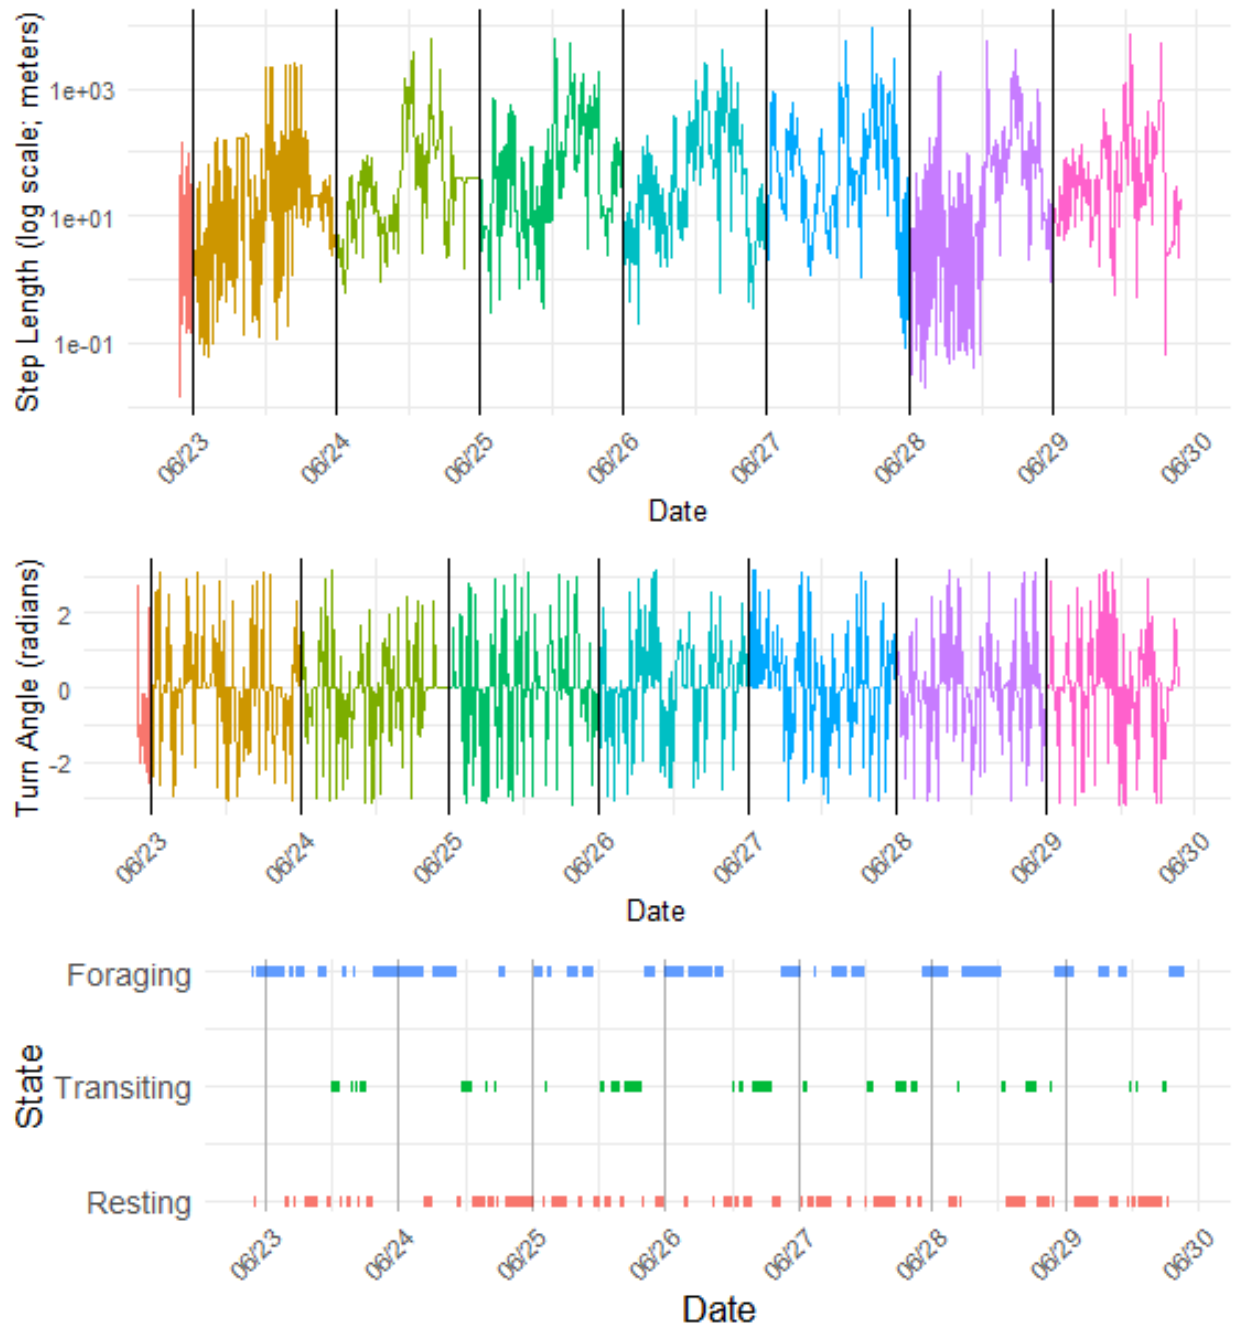 Step Length (log scale; meters)
1e+03
1e+01
1e-01
06/23 06/24 06/25 06/26 06/27 06/28 06/29 06/30
Date
Turn Angle (radians)
2
0
-2
06/23 06/24 06/25 06/26 06/27 06/28 06/29 06/30
Date
State
Foraging
Transiting
Resting
06/23 06/24 06/25 06/26 06/27 06/28 06/29 06/30
Date